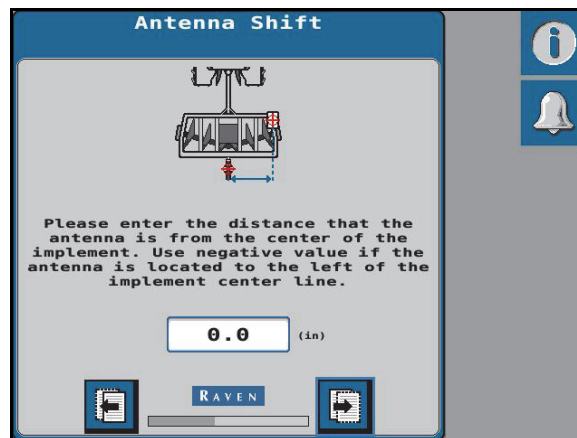 Antenna Shift
Please enter the distance that the
antenna is from the center of the
implement. Use negative value if the
antenna is located to the left of the
implement center line.
0.0 (in)
RAVEN